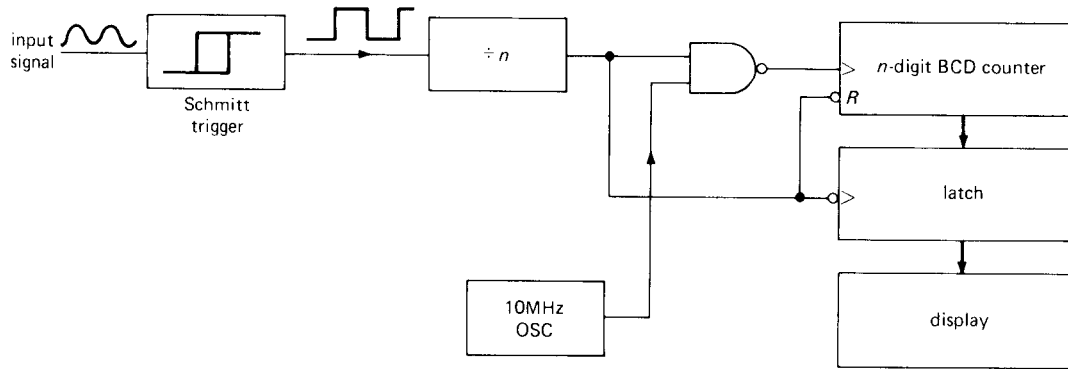 input
signal
Schmitt
trigger
÷ n
10MHz
OSC
n-digit BCD counter
R
latch
display